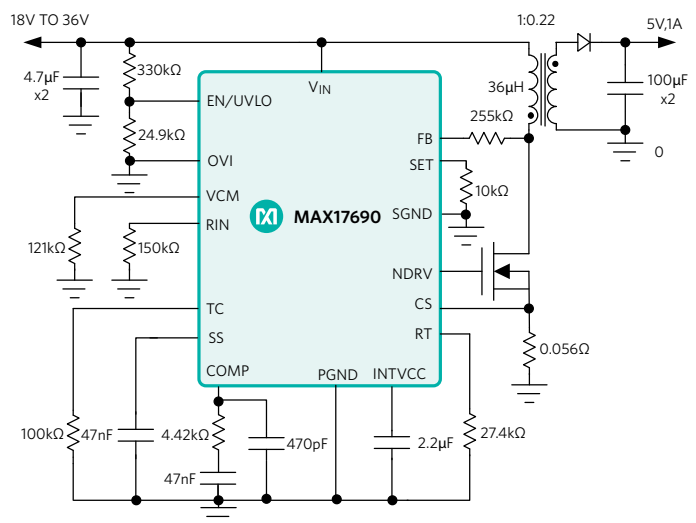 18V TO 36V
1:0.22
5V,1A
4.7µF
x2
330kΩ
VIN
36µH
100µF
x2
EN/UVLO
255kΩ
FB
24.9kΩ
OVI
SET
0
VCM
10kΩ
RIN
MAX17690
SGND
121kΩ
150kΩ
NDRV
TC
CS
SS
RT
0.056Ω
COMP
PGND
INTVCC
100kΩ
47nF
4.42kΩ
470pF
2.2µF
27.4kΩ
47nF